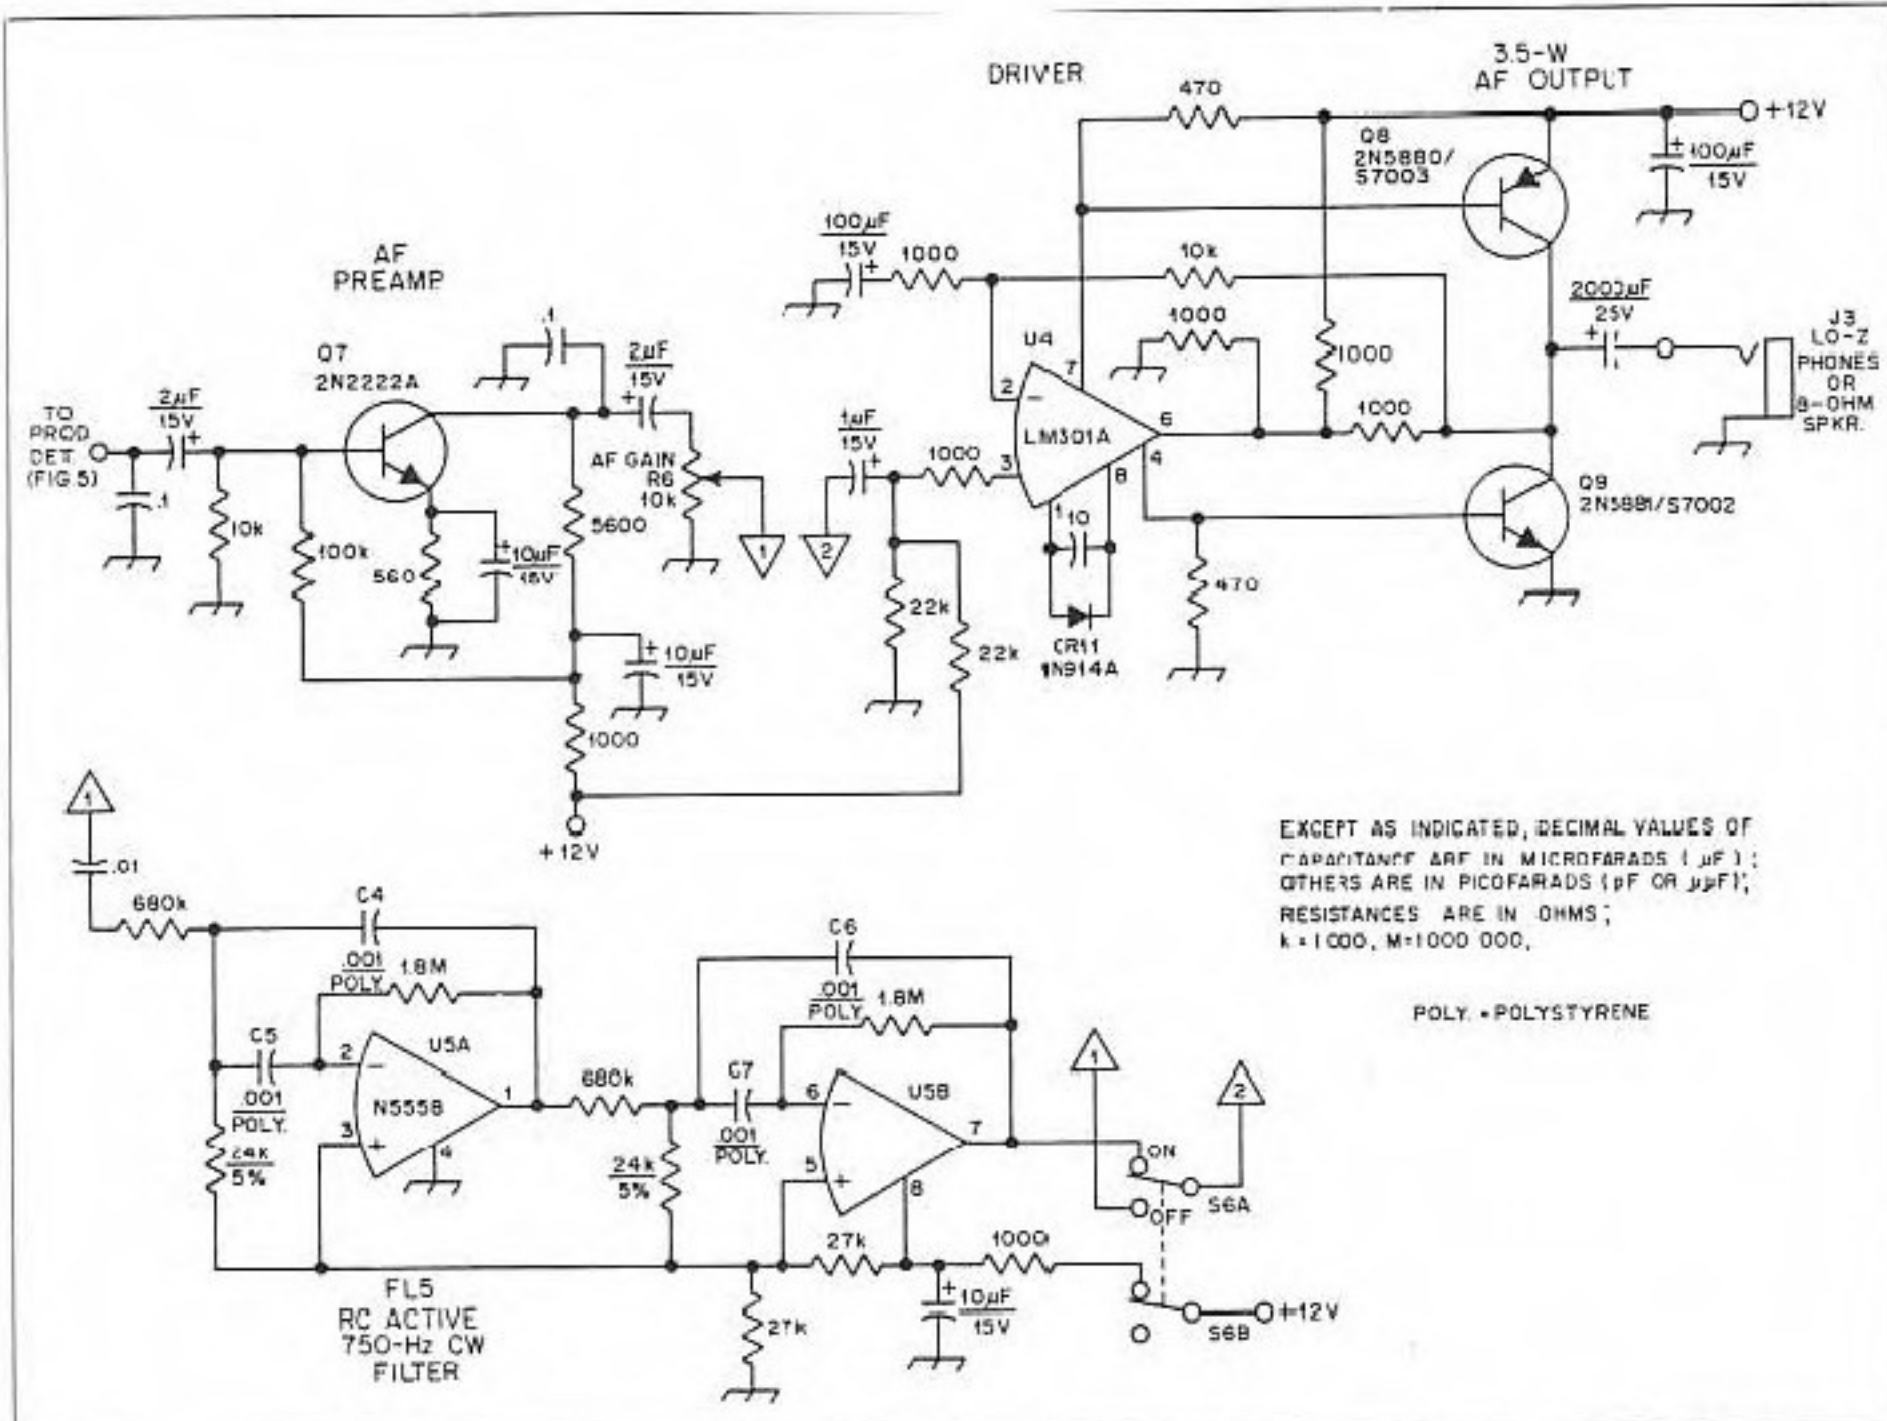 DRIVER
3.5-W
AF OUTPUT
470
+12V
Q8
2N5880/
S7003
+
100µF
15V
AF
PREAMP
100µF
15V
+
1000
10k
2000µF
25V
+
J3
LO-Z
PHONES
OR
8-OHM
SPKR.
.1
Q7
2N2222A
2µF
15V
+
U4
1000
1000
7
2
−
LM301A
6
1000
3
4
8
1
TO
PROD
DET.
(FIG.5)
2µF
15V
+
.1
10k
100k
560
+
10µF
15V
5600
AF GAIN
R6
10k
1
1µF
15V
+
1000
2
10
CR11
1N914A
22k
22k
470
Q9
2N5881/S7002
+
10µF
15V
1000
+12V
1
.01
680k
C4
.001
POLY.
1.8M
C5
.001
POLY.
2
−
U5A
N5558
1
3
+
4
24k
5%
680k
C6
.001
POLY.
1.8M
C7
.001
POLY.
6
−
U5B
7
5
+
8
24k
5%
27k
1000
27k
+
10µF
15V
1
2
ON
OFF
S6A
S6B
+12V
FL5
RC ACTIVE
750-Hz CW
FILTER
EXCEPT AS INDICATED, DECIMAL VALUES OF
CAPACITANCE ARE IN MICROFARADS (µF);
OTHERS ARE IN PICOFARADS (pF OR µµF);
RESISTANCES ARE IN OHMS;
k=1000, M=1000 000.
POLY. = POLYSTYRENE